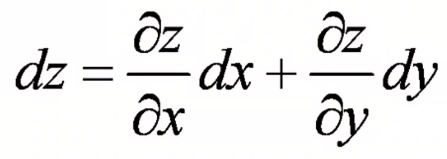 dz = ∂z/∂x dx + ∂z/∂y dy